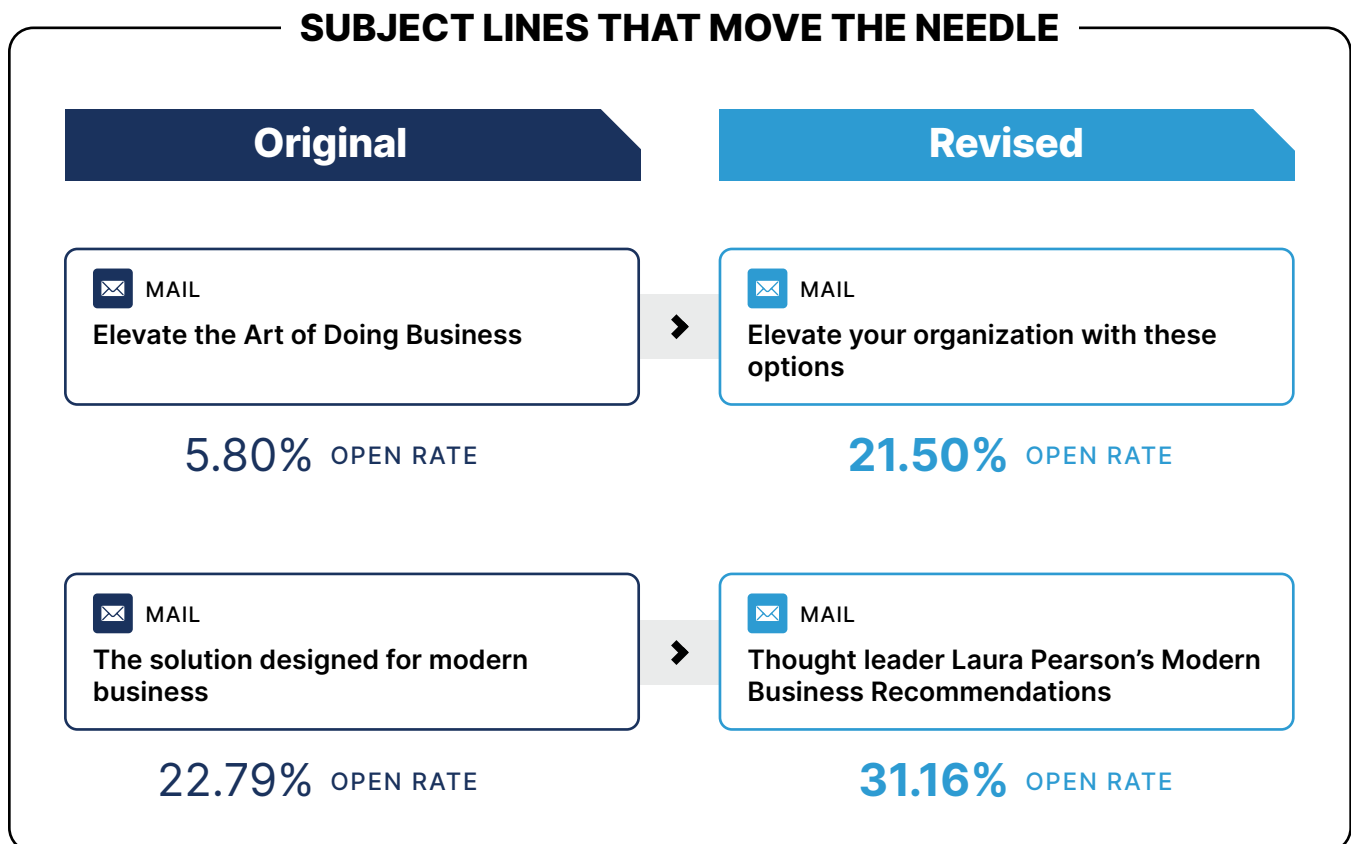 SUBJECT LINES THAT MOVE THE NEEDLE
Original
Revised
MAIL
Elevate the Art of Doing Business
MAIL
Elevate your organization with these
options
5.80% OPEN RATE
21.50% OPEN RATE
MAIL
The solution designed for modern
business
MAIL
Thought leader Laura Pearson’s Modern
Business Recommendations
22.79% OPEN RATE
31.16% OPEN RATE